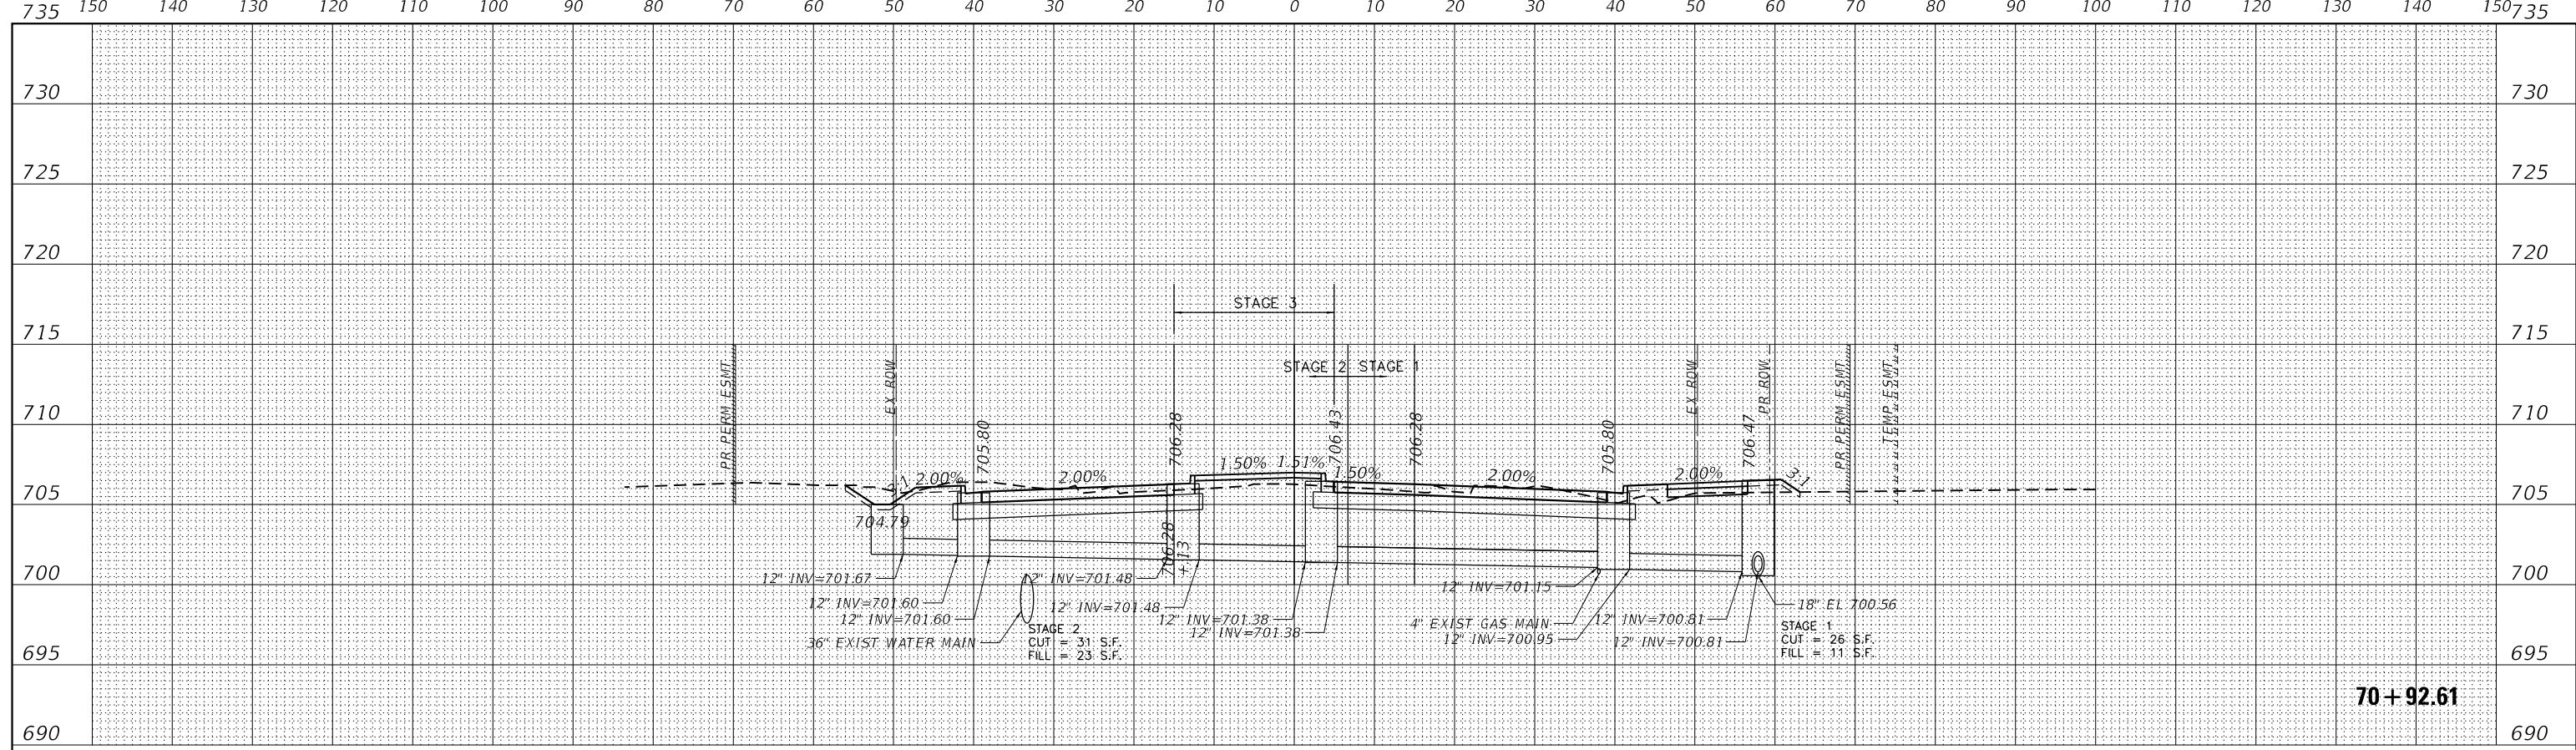 735 150 140 130 120 110 100 90 80 70 60 50 40 30 20 10 0 10 20 30 40 50 60 70 80 90 100 110 120 130 140 150 735
730 730
725 725
720 720
STAGE 3
715 715
STAGE 2 STAGE 1
PR PERM ESMT
EX ROW
EX ROW
PR ROW
PR PERM ESMT
TEMP ESMT
710 710
705.80
706.28
706.43
706.28
705.80
706.47
3:1
2.00%
2.00%
1.50%
1.51%
1.50%
2.00%
2.00%
3:1
705 705
704.79
706.28
+.13
700 700
12" INV=701.67
12" INV=701.60
12" INV=701.60
36" EXIST WATER MAIN
12" INV=701.48
12" INV=701.48
12" INV=701.38
12" INV=701.38
12" INV=701.15
4" EXIST GAS MAIN
12" INV=700.95
12" INV=700.81
12" INV=700.81
18" EL 700.56
STAGE 2
CUT = 31 S.F.
FILL = 23 S.F.
STAGE 1
CUT = 26 S.F.
FILL = 11 S.F.
695 695
70+92.61
690 690